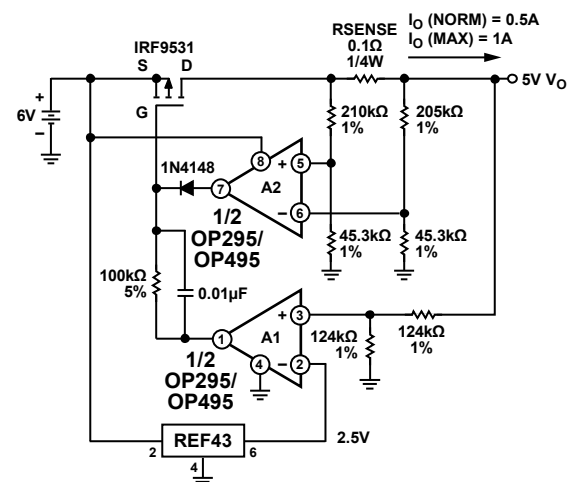 IO (NORM) = 0.5A
IO (MAX) = 1A
RSENSE
0.1Ω
1/4W
IRF9531
S
D
G
5V VO
+
6V
–
210kΩ
1%
205kΩ
1%
1N4148
8
+
5
7
A2
–
6
1/2
OP295/
OP495
45.3kΩ
1%
45.3kΩ
1%
100kΩ
5%
0.01µF
+
3
1
A1
4
–
2
124kΩ
1%
124kΩ
1%
1/2
OP295/
OP495
REF43
2
6
4
2.5V